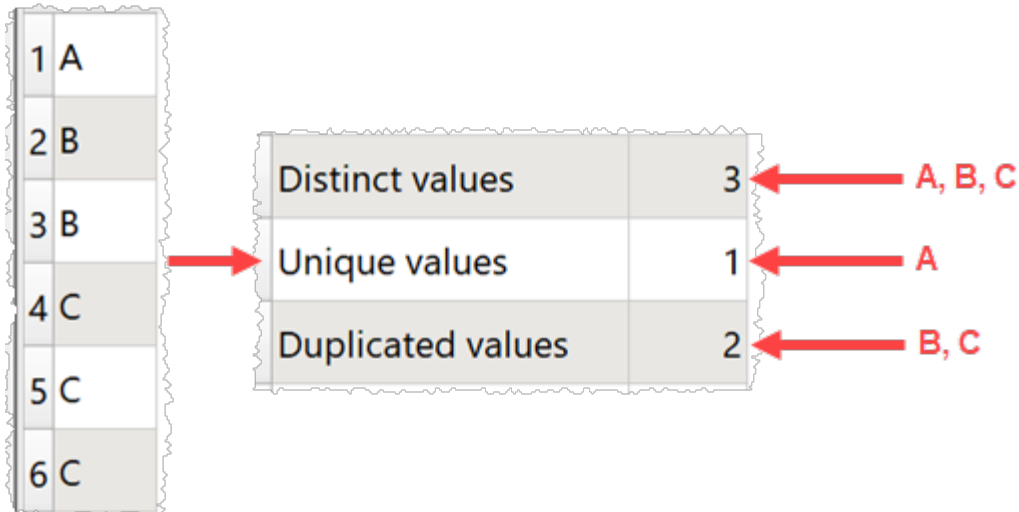 1 A
2 B
3 B
4 C
5 C
6 C
Distinct values 3 A, B, C
Unique values 1 A
Duplicated values 2 B, C